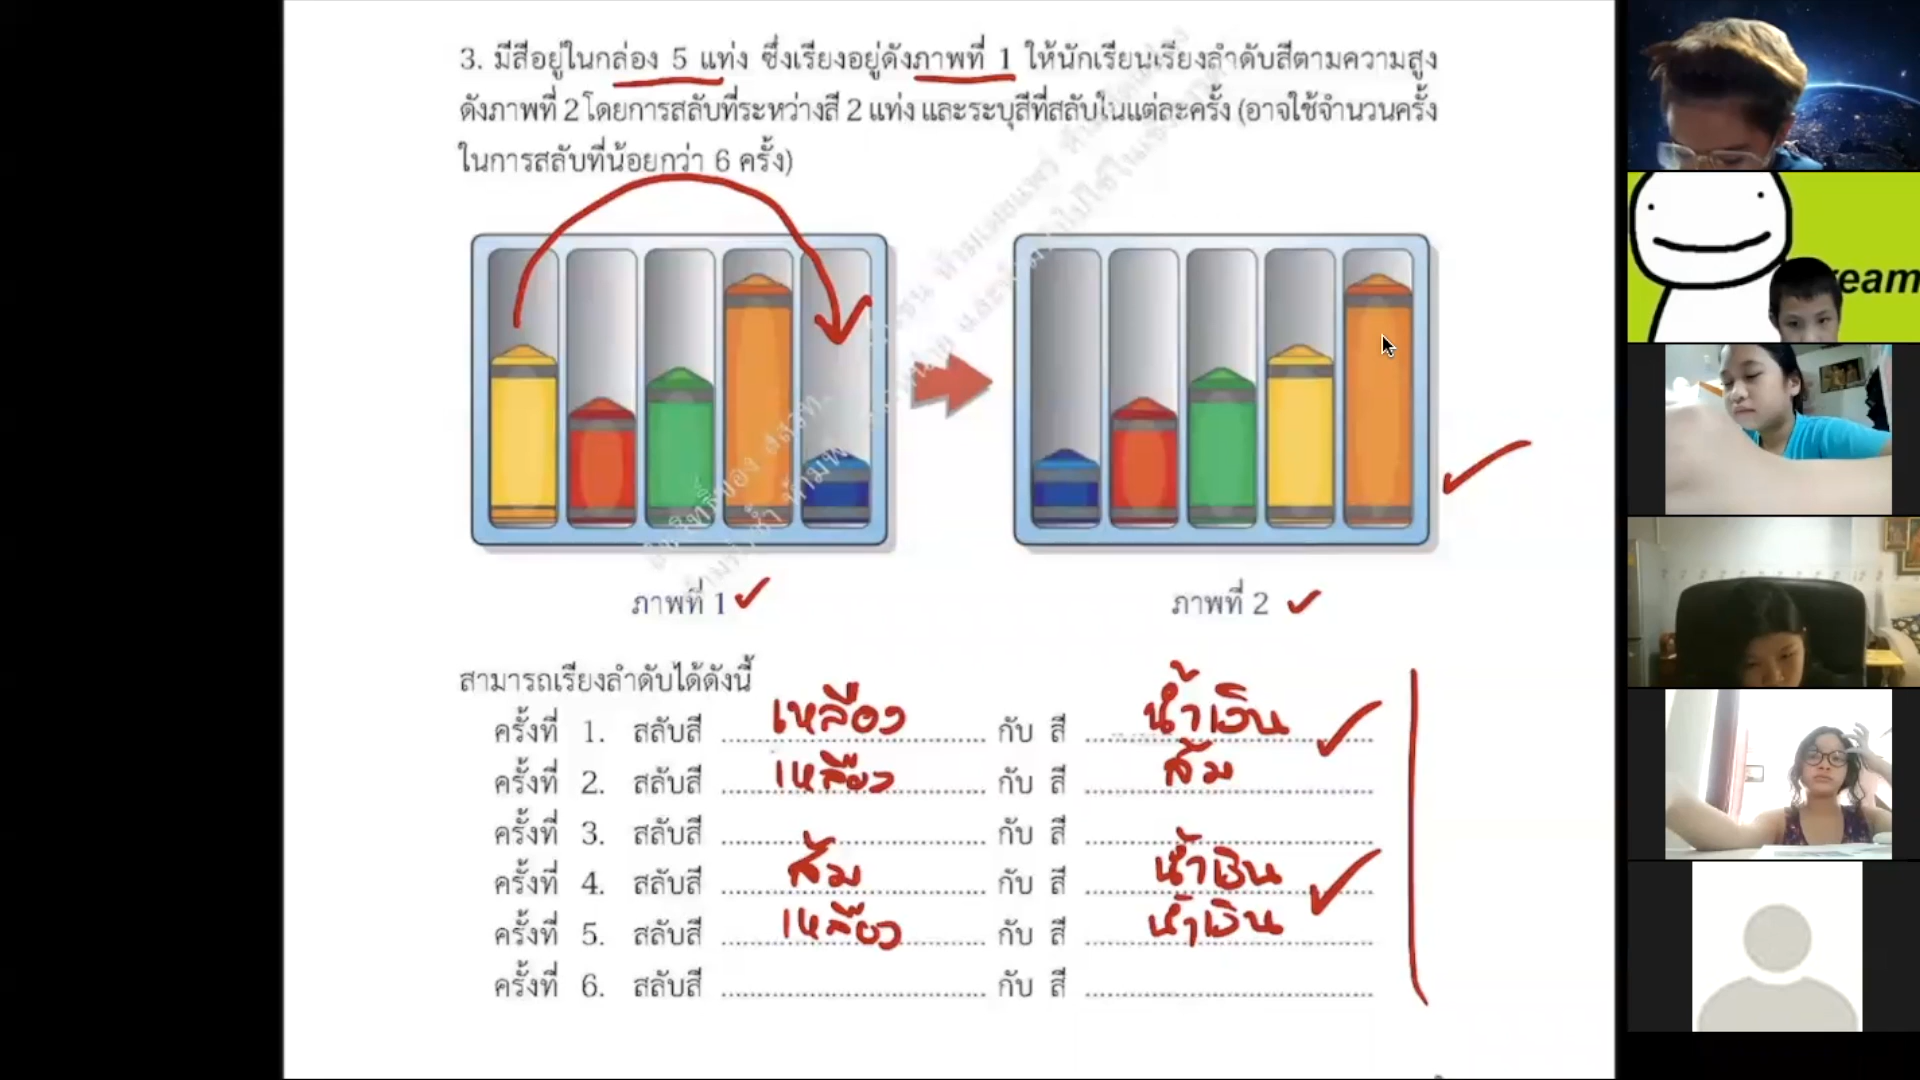 3. มีสีอยู่ในกล่อง 5 แท่ง ซึ่งเรียงอยู่ดังภาพที่ 1 ให้นักเรียนเรียงลำดับสีตามความสูง
ดังภาพที่ 2 โดยการสลับที่ระหว่างสี 2 แท่ง และระบุสีที่สลับในแต่ละครั้ง (อาจใช้จำนวนครั้ง
ในการสลับที่น้อยกว่า 6 ครั้ง)
ภาพที่ 1
ภาพที่ 2
สามารถเรียงลำดับได้ดังนี้
ครั้งที่ 1. สลับสี เหลือง กับ สี น้ำเงิน
ครั้งที่ 2. สลับสี เหลือง กับ สี ส้ม
ครั้งที่ 3. สลับสี กับ สี
ครั้งที่ 4. สลับสี ส้ม กับ สี น้ำเงิน
ครั้งที่ 5. สลับสี เหลือง กับ สี น้ำเงิน
ครั้งที่ 6. สลับสี กับ สี
ream